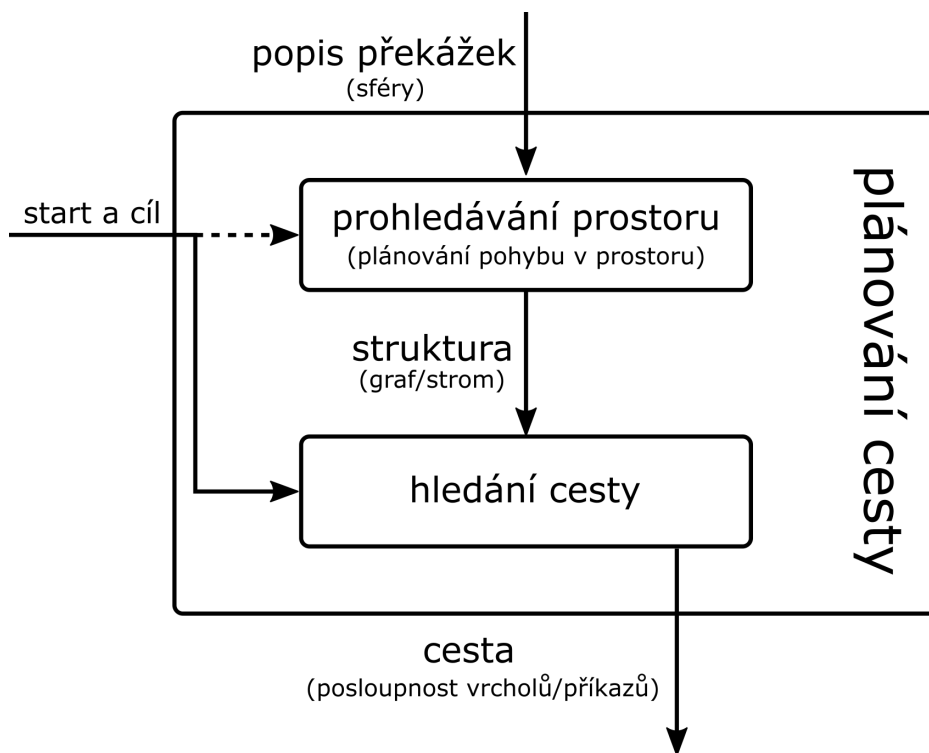 popis překážek
(sféry)
start a cíl
prohledávání prostoru
(plánování pohybu v prostoru)
struktura
(graf/strom)
hledání cesty
plánování cesty
cesta
(posloupnost vrcholů/příkazů)